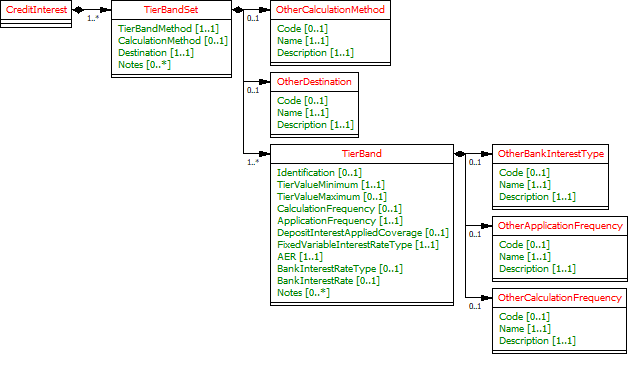 CreditInterest
1..*
TierBandSet
TierBandMethod [1..1]
CalculationMethod [0..1]
Destination [1..1]
Notes [0..*]
0..1
OtherCalculationMethod
Code [0..1]
Name [1..1]
Description [1..1]
0..1
OtherDestination
Code [0..1]
Name [1..1]
Description [1..1]
1..*
TierBand
Identification [0..1]
TierValueMinimum [1..1]
TierValueMaximum [0..1]
CalculationFrequency [0..1]
ApplicationFrequency [1..1]
DepositInterestAppliedCoverage [0..1]
FixedVariableInterestRateType [1..1]
AER [1..1]
BankInterestRateType [0..1]
BankInterestRate [0..1]
Notes [0..*]
0..1
OtherBankInterestType
Code [0..1]
Name [1..1]
Description [1..1]
0..1
OtherApplicationFrequency
Code [0..1]
Name [1..1]
Description [1..1]
0..1
OtherCalculationFrequency
Code [0..1]
Name [1..1]
Description [1..1]